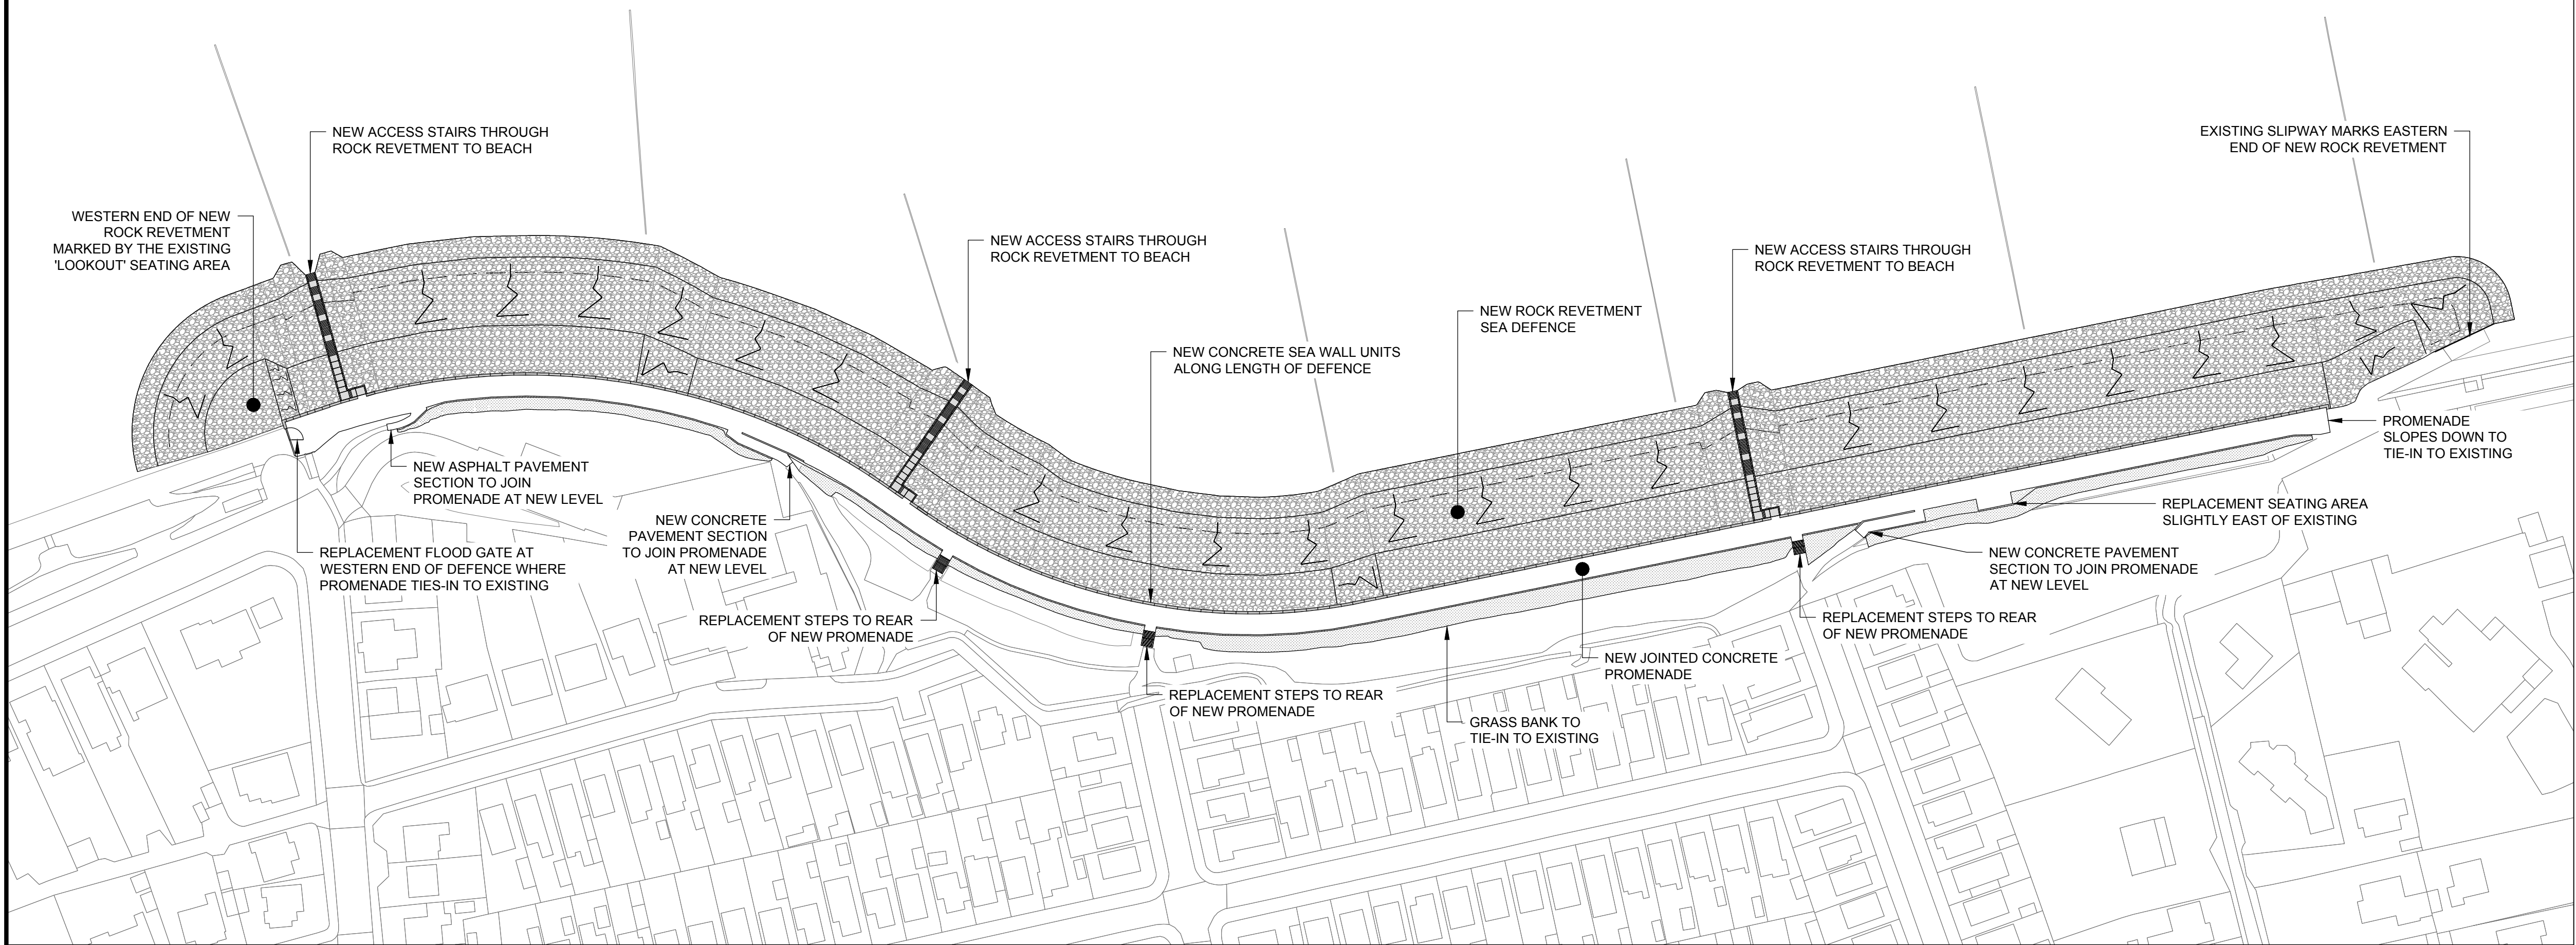 NEW ACCESS STAIRS THROUGH
ROCK REVETMENT TO BEACH
EXISTING SLIPWAY MARKS EASTERN
END OF NEW ROCK REVETMENT
WESTERN END OF NEW
ROCK REVETMENT
MARKED BY THE EXISTING
'LOOKOUT' SEATING AREA
NEW ACCESS STAIRS THROUGH
ROCK REVETMENT TO BEACH
NEW ACCESS STAIRS THROUGH
ROCK REVETMENT TO BEACH
NEW ROCK REVETMENT
SEA DEFENCE
NEW CONCRETE SEA WALL UNITS
ALONG LENGTH OF DEFENCE
PROMENADE
SLOPES DOWN TO
TIE-IN TO EXISTING
NEW ASPHALT PAVEMENT
SECTION TO JOIN
PROMENADE AT NEW LEVEL
REPLACEMENT SEATING AREA
SLIGHTLY EAST OF EXISTING
NEW CONCRETE
PAVEMENT SECTION
TO JOIN PROMENADE
AT NEW LEVEL
REPLACEMENT FLOOD GATE AT
WESTERN END OF DEFENCE WHERE
PROMENADE TIES-IN TO EXISTING
NEW CONCRETE PAVEMENT
SECTION TO JOIN PROMENADE
AT NEW LEVEL
REPLACEMENT STEPS TO REAR
OF NEW PROMENADE
REPLACEMENT STEPS TO REAR
OF NEW PROMENADE
NEW JOINTED CONCRETE
PROMENADE
REPLACEMENT STEPS TO REAR
OF NEW PROMENADE
GRASS BANK TO
TIE-IN TO EXISTING